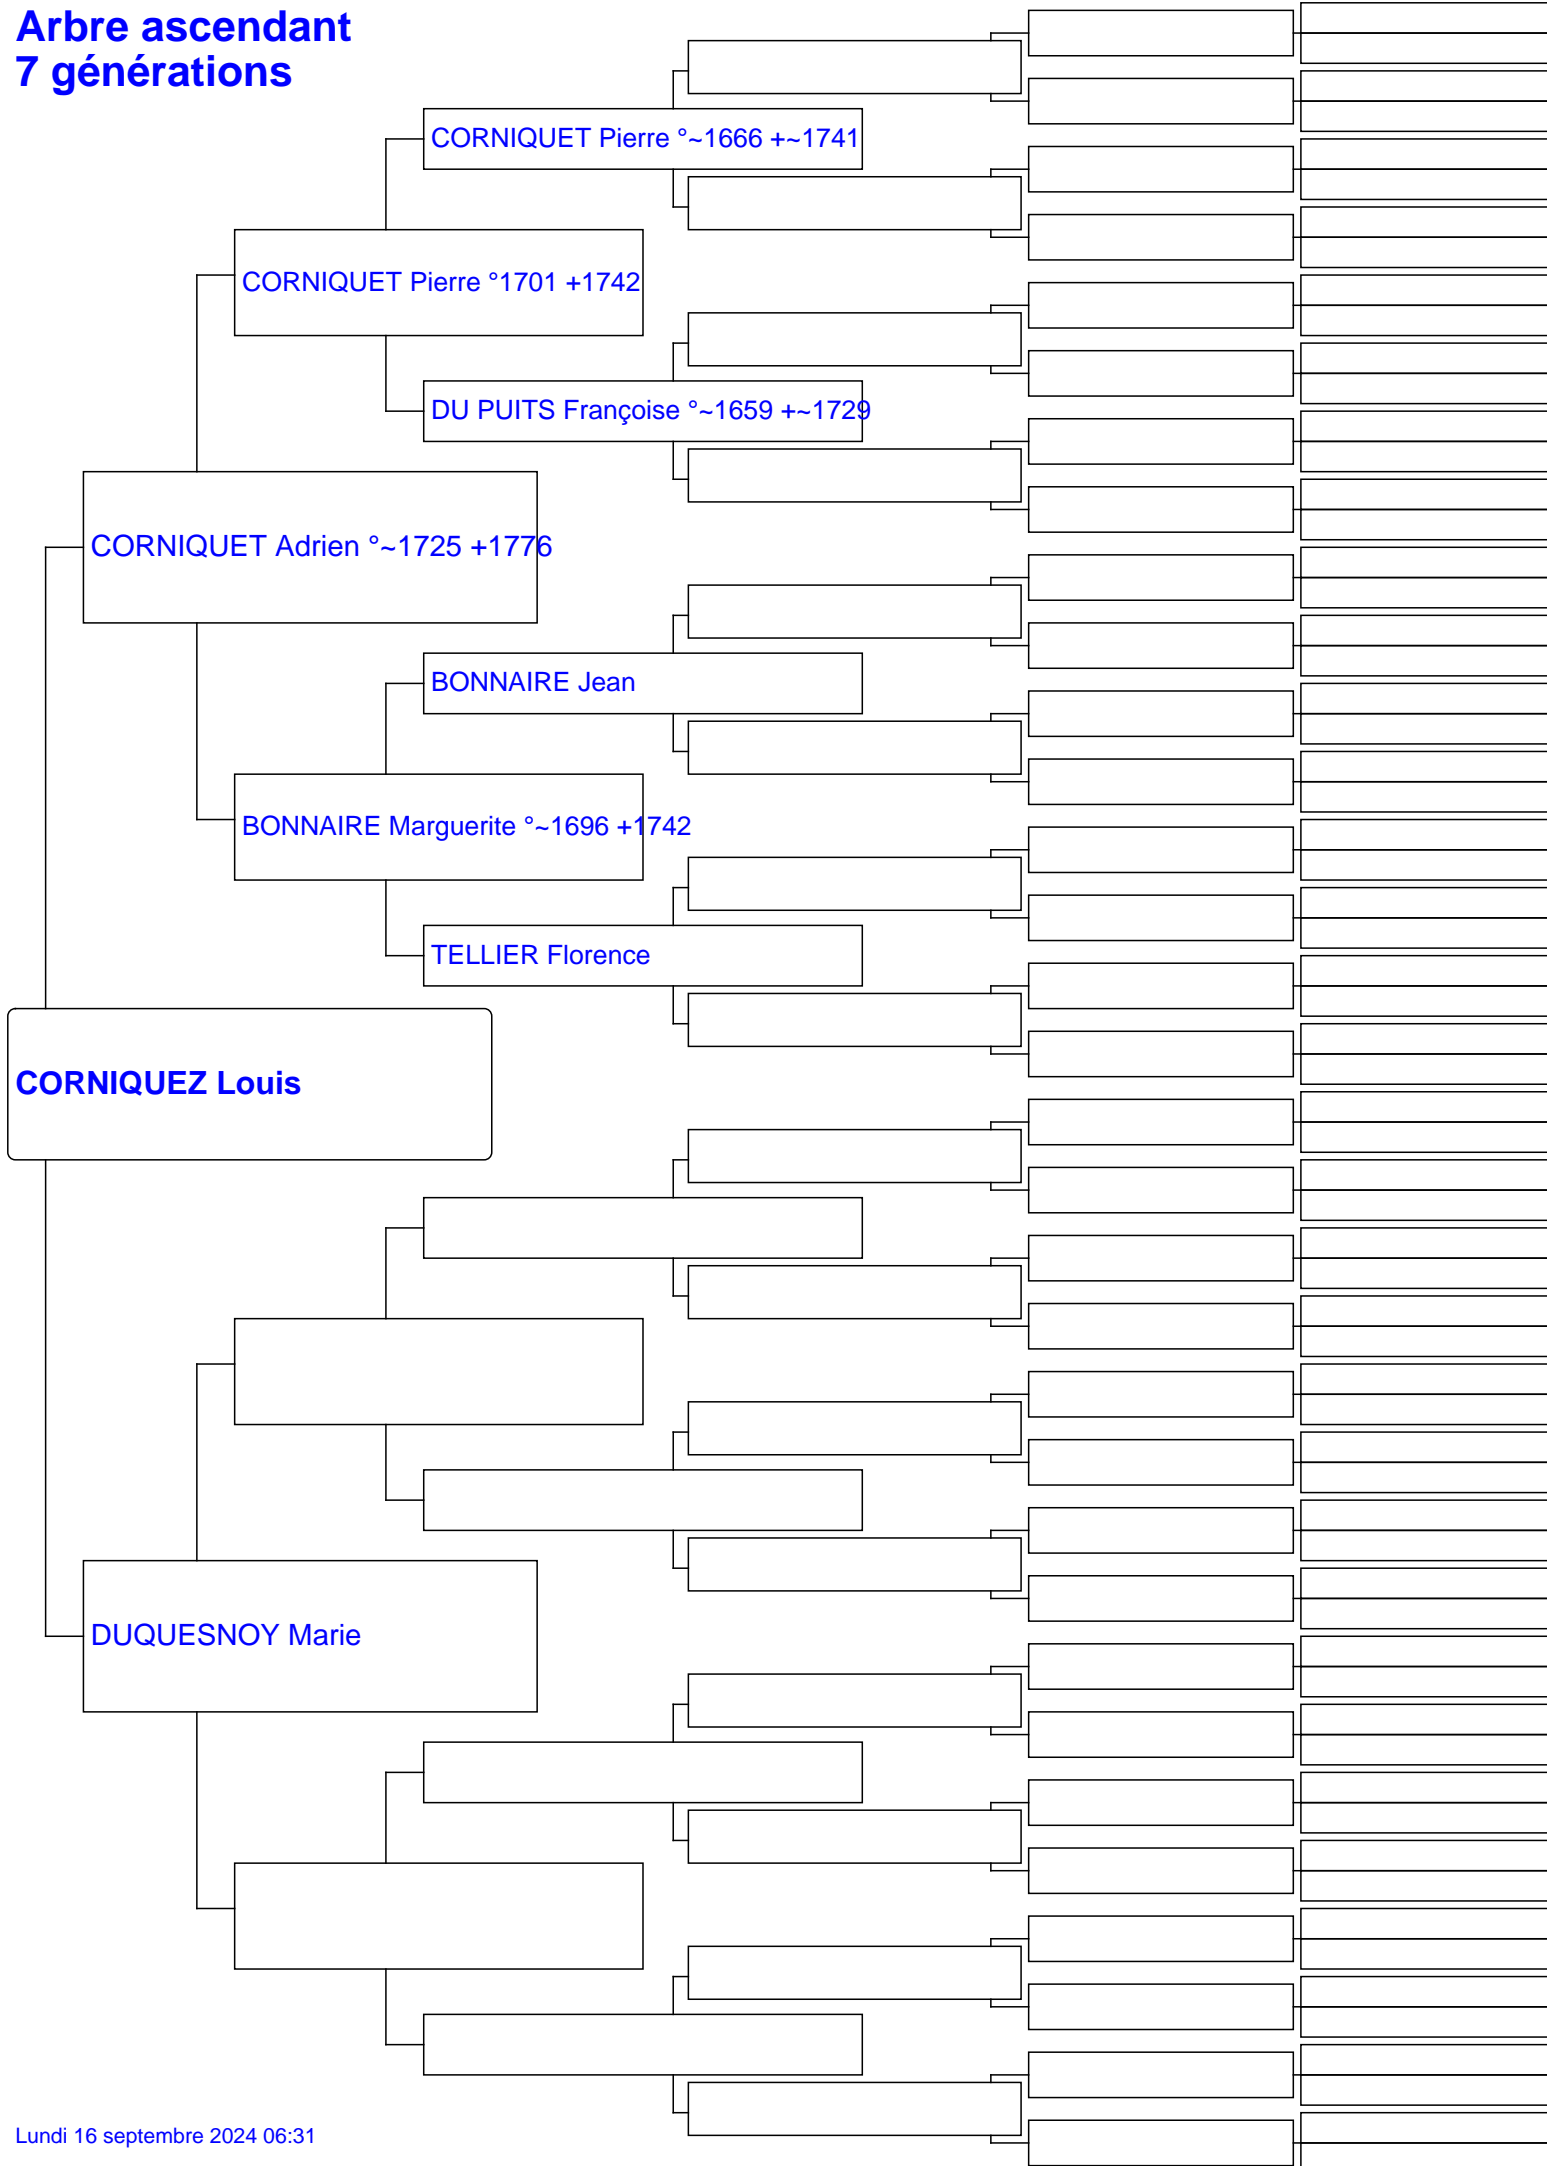 Arbre ascendant
7 générations
CORNIQUET Pierre °~1666 +~1741
CORNIQUET Pierre °1701 +1742
DU PUITS Françoise °~1659 +~1729
CORNIQUET Adrien °~1725 +1776
BONNAIRE Jean
BONNAIRE Marguerite °~1696 +1742
TELLIER Florence
CORNIQUEZ Louis
DUQUESNOY Marie
Lundi 16 septembre 2024 06:31